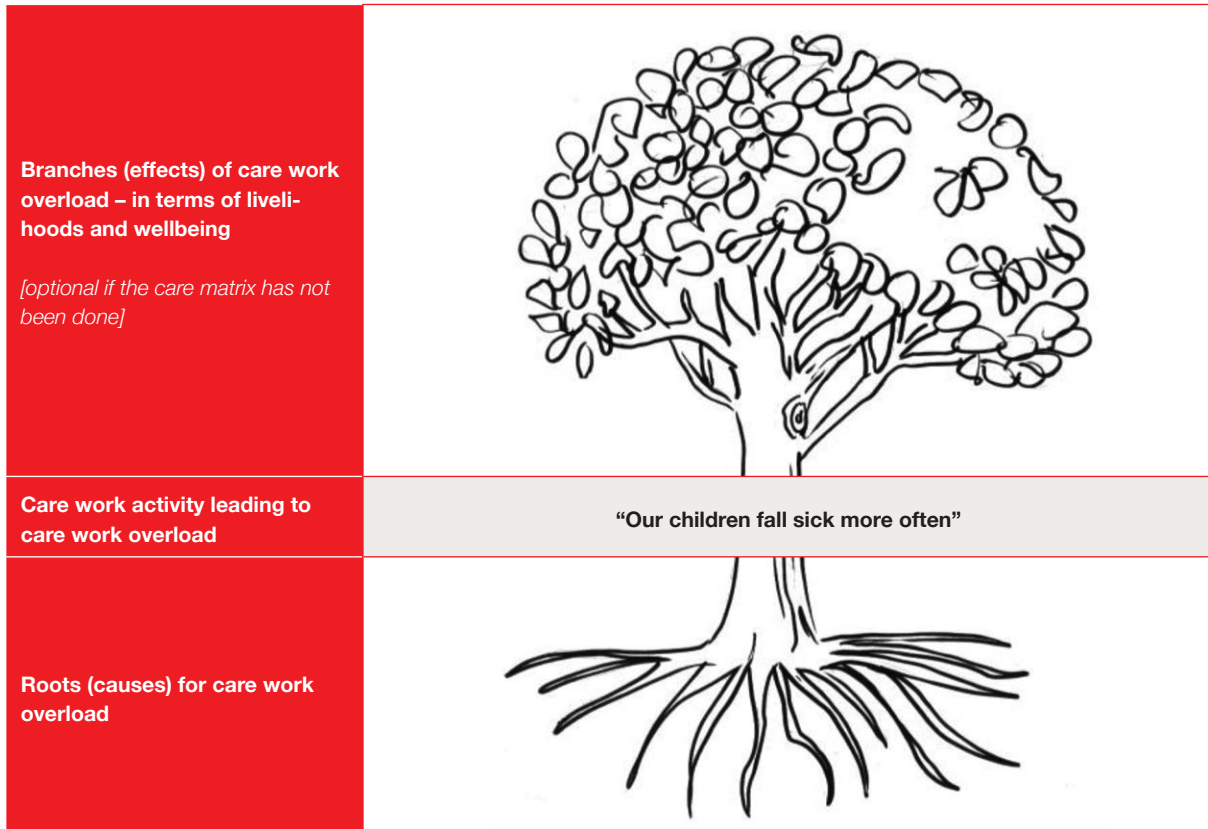 Branches (effects) of care work
overload – in terms of liveli-
hoods and wellbeing
[optional if the care matrix has not
been done]
Care work activity leading to
care work overload
“Our children fall sick more often”
Roots (causes) for care work
overload